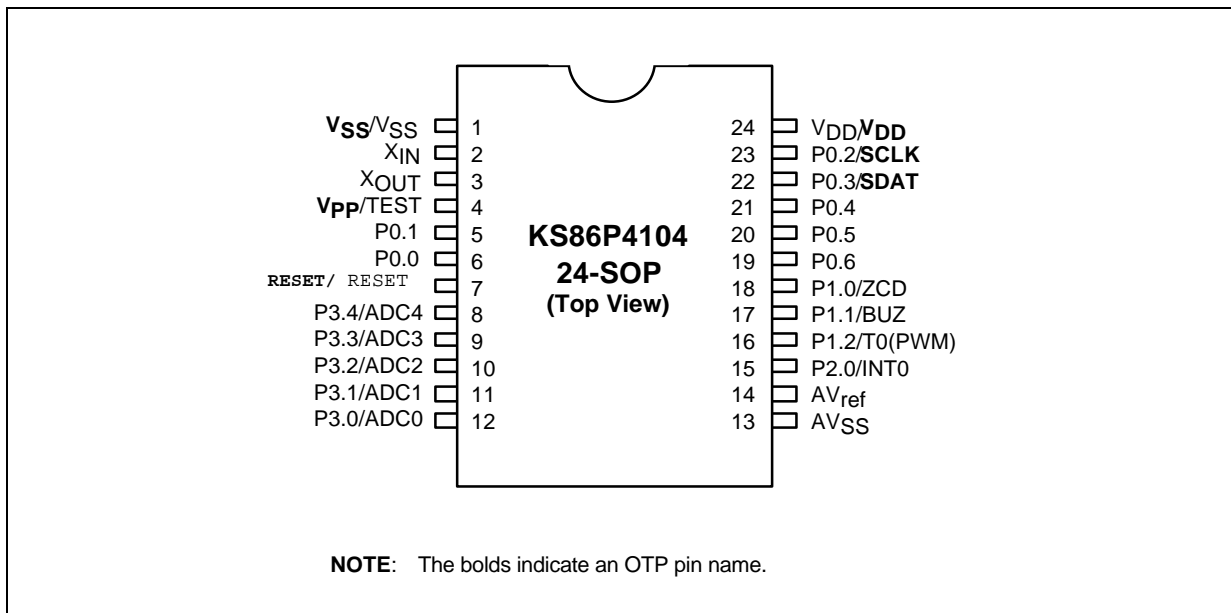 VSS/VSS 1
XIN 2
XOUT 3
VPP/TEST 4
P0.1 5
P0.0 6
RESET/ RESET 7
P3.4/ADC4 8
P3.3/ADC3 9
P3.2/ADC2 10
P3.1/ADC1 11
P3.0/ADC0 12
KS86P4104
24-SOP
(Top View)
24 VDD/VDD
23 P0.2/SCLK
22 P0.3/SDAT
21 P0.4
20 P0.5
19 P0.6
18 P1.0/ZCD
17 P1.1/BUZ
16 P1.2/T0(PWM)
15 P2.0/INT0
14 AVref
13 AVSS
NOTE: The bolds indicate an OTP pin name.